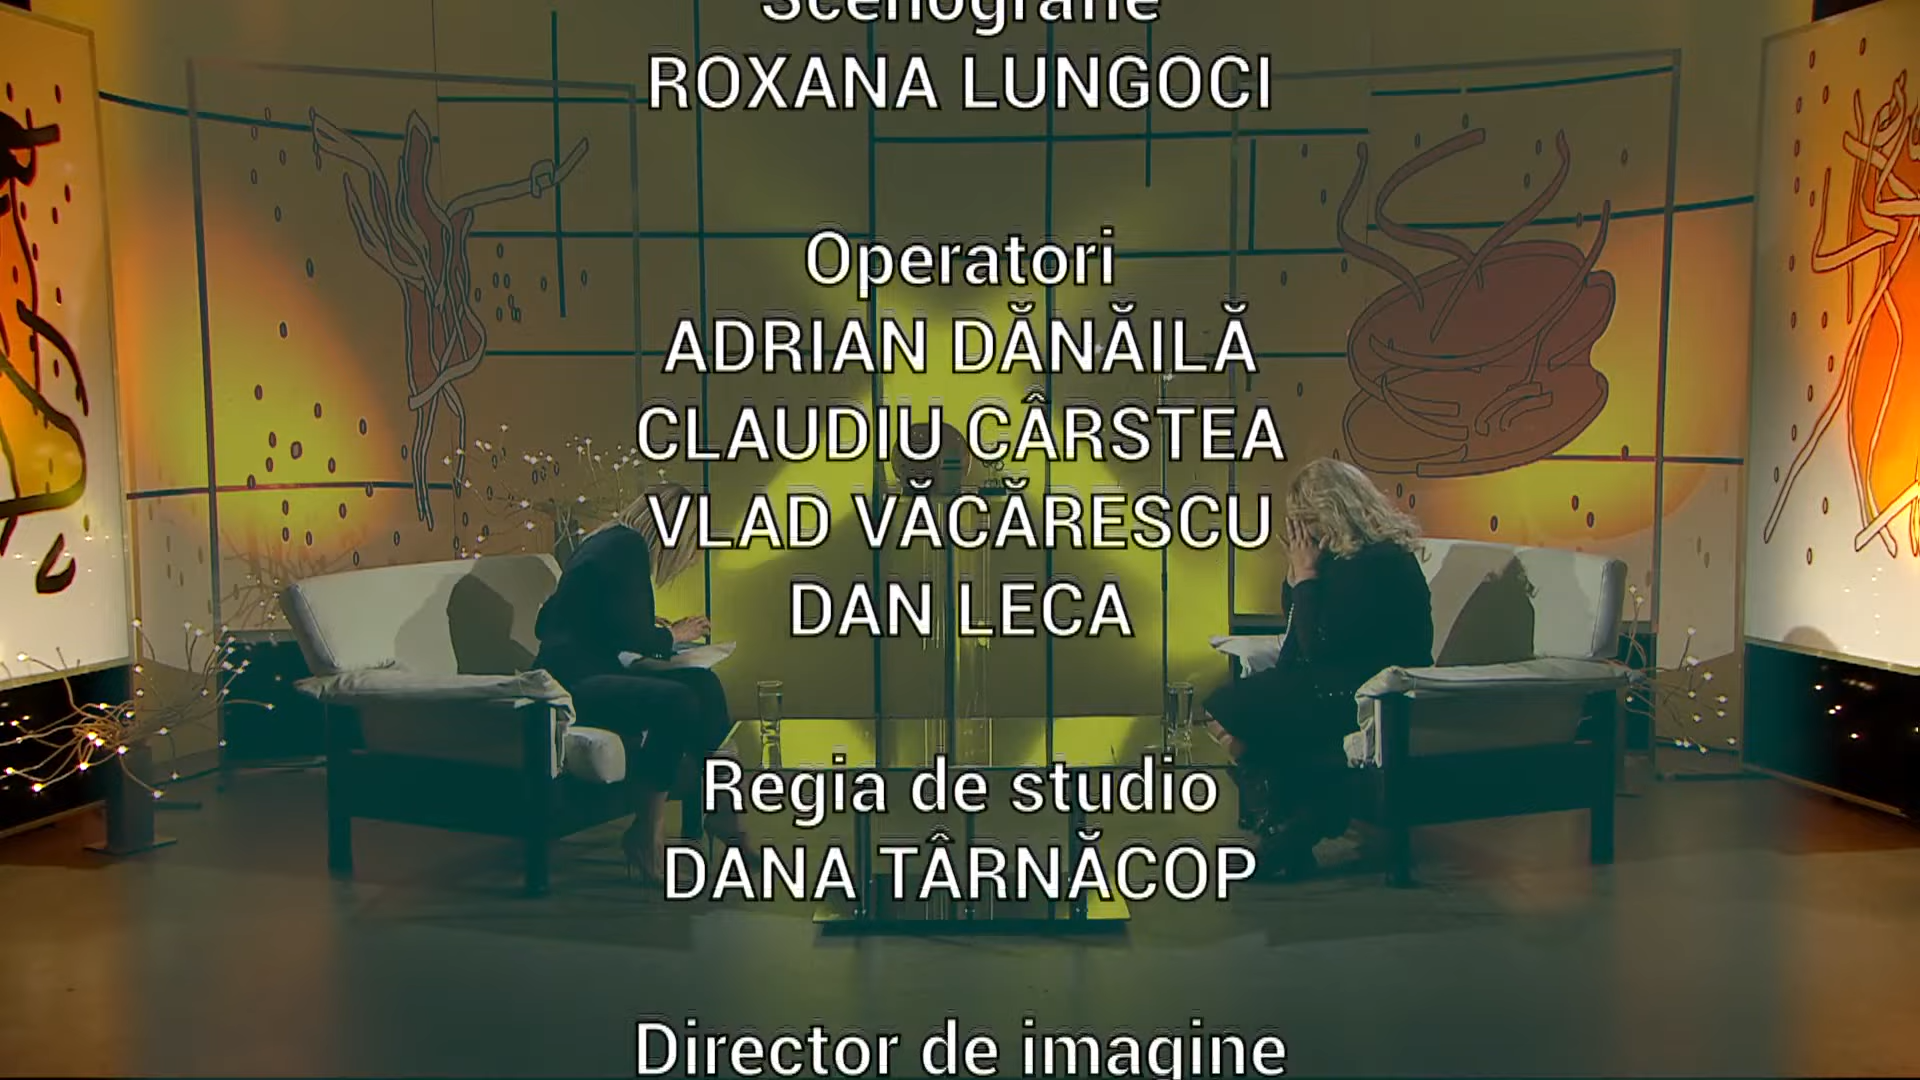 Scenografie
ROXANA LUNGOCI
Operatori
ADRIAN DĂNĂILĂ
CLAUDIU CÂRSTEA
VLAD VĂCĂRESCU
DAN LECA
Regia de studio
DANA TÂRNĂCOP
Director de imagine